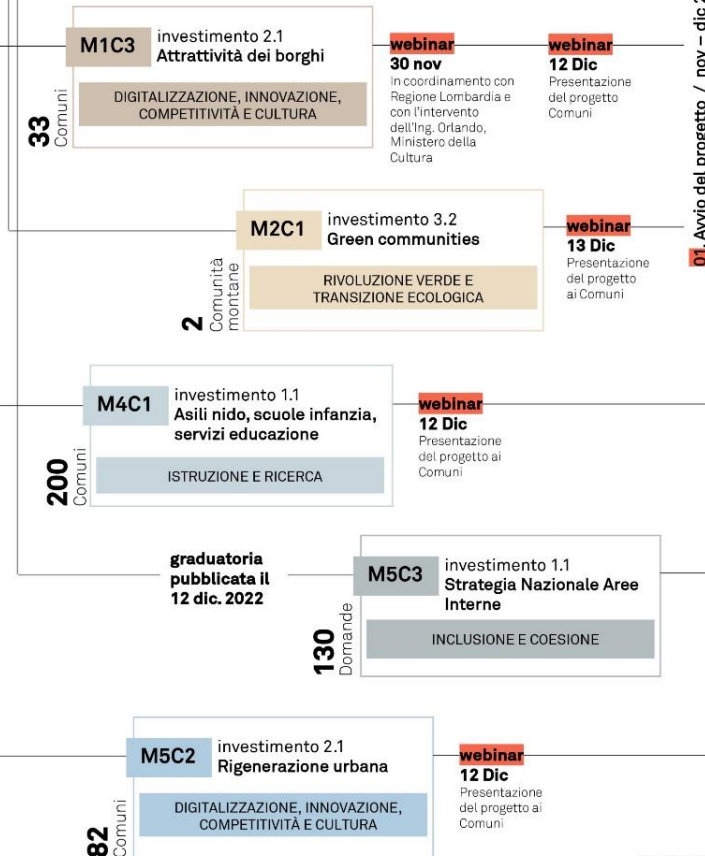 M1C3
investimento 2.1
Attrattività dei borghi
DIGITALIZZAZIONE, INNOVAZIONE,
COMPETITIVITÀ E CULTURA
33
Comuni
webinar
30 nov
In coordinamento con
Regione Lombardia e
con l'intervento
dell'Ing. Orlando,
Ministero della
Cultura
webinar
12 Dic
Presentazione
del progetto
Comuni
01. Avvio del progetto / nov – dic
M2C1
investimento 3.2
Green communities
RIVOLUZIONE VERDE E
TRANSIZIONE ECOLOGICA
2
Comunità
montane
webinar
13 Dic
Presentazione
del progetto
ai Comuni
M4C1
investimento 1.1
Asili nido, scuole infanzia,
servizi educazione
ISTRUZIONE E RICERCA
200
Comuni
webinar
12 Dic
Presentazione
del progetto ai
Comuni
graduatoria
pubblicata il
12 dic. 2022
M5C3
investimento 1.1
Strategia Nazionale Aree
Interne
INCLUSIONE E COESIONE
130
Domande
M5C2
investimento 2.1
Rigenerazione urbana
DIGITALIZZAZIONE, INNOVAZIONE,
COMPETITIVITÀ E CULTURA
82
Comuni
webinar
12 Dic
Presentazione
del progetto ai
Comuni